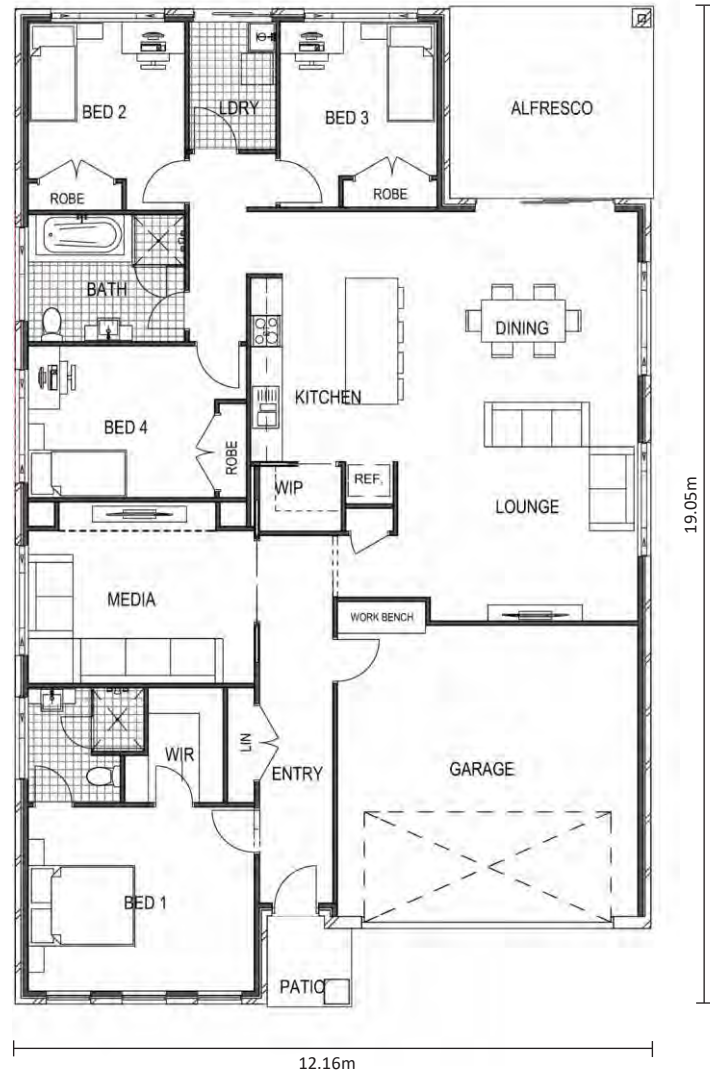 BED 2
LDRY
BED 3
ALFRESCO
ROBE
ROBE
BATH
DINING
KITCHEN
BED 4
ROBE
WIP
REF.
LOUNGE
19.05m
MEDIA
WORK BENCH
LIN
WIR
ENTRY
GARAGE
BED 1
PATIO
12.16m